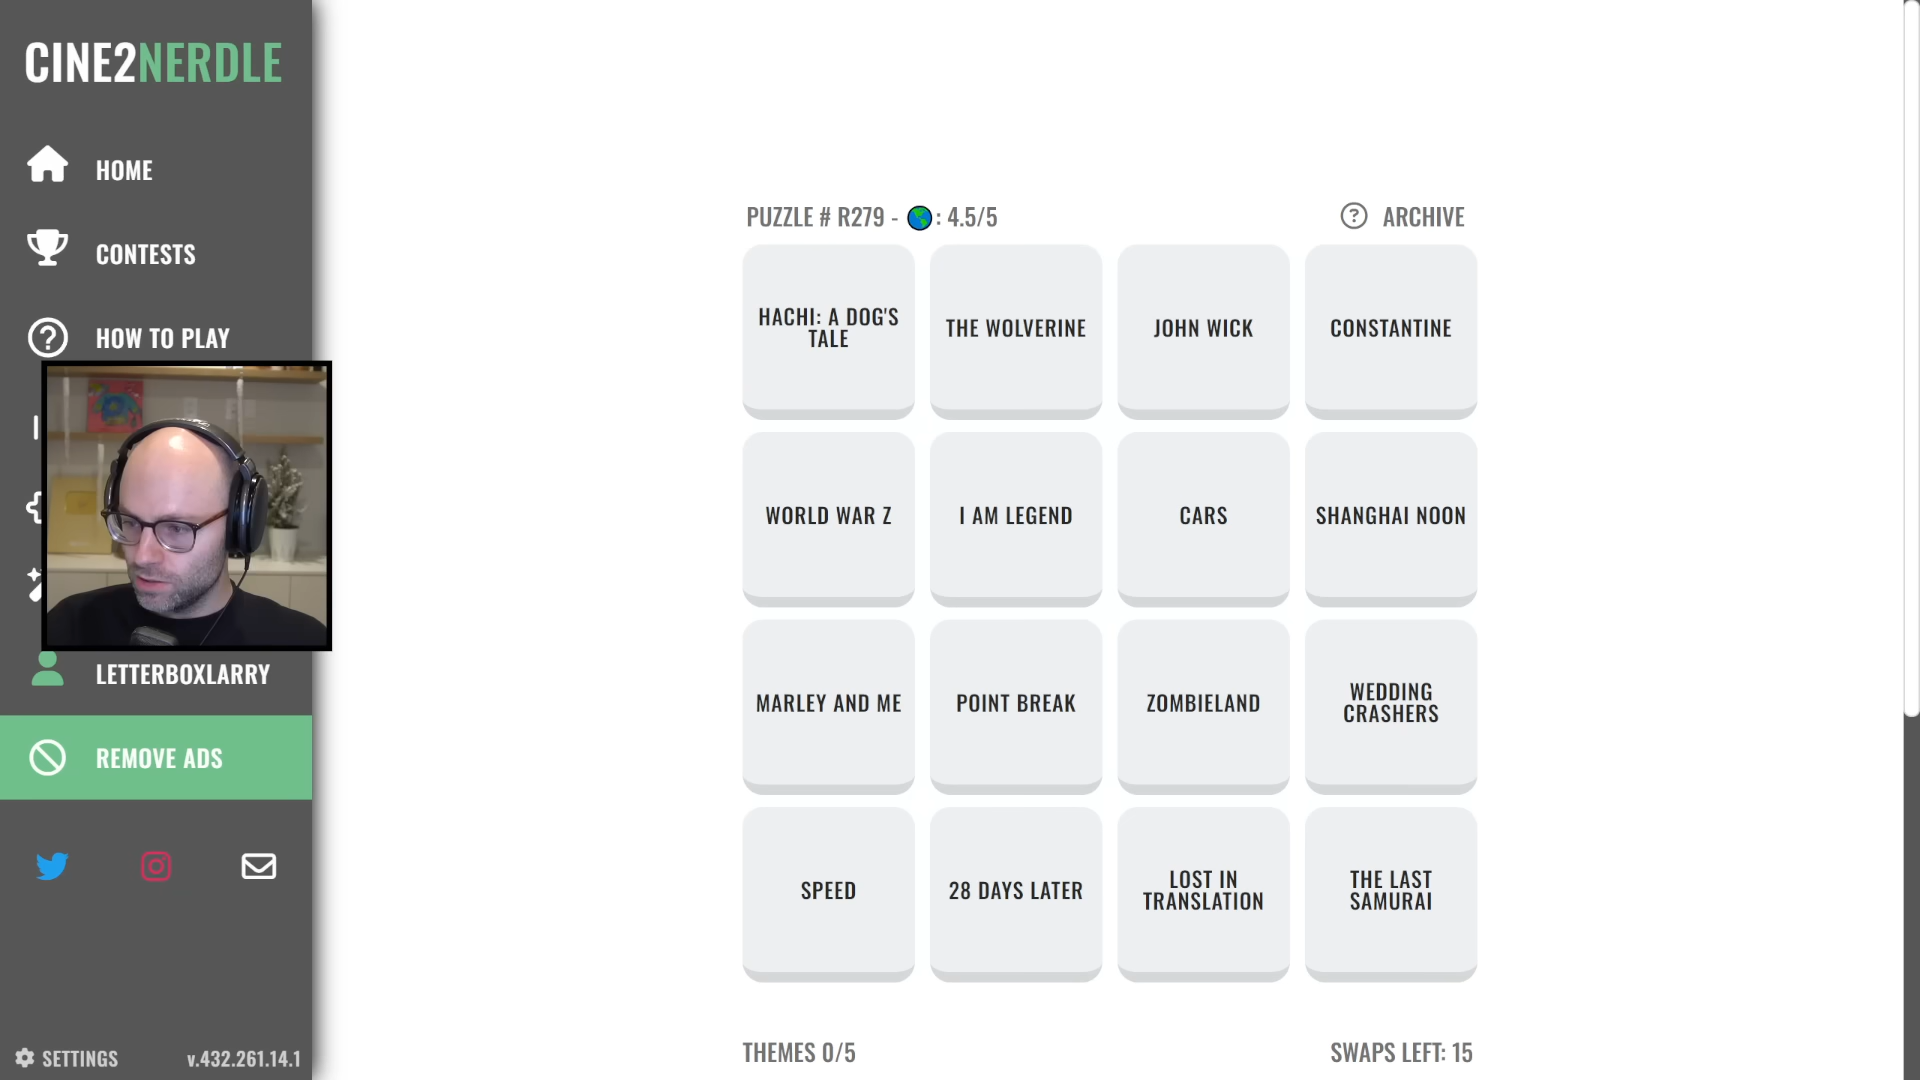 CINE2NERDLE
HOME
CONTESTS
HOW TO PLAY
LETTERBOXLARRY
REMOVE ADS
SETTINGS
v.432.261.14.1
PUZZLE # R279 - 🌎: 4.5/5
ARCHIVE
HACHI: A DOG'S
TALE
THE WOLVERINE
JOHN WICK
CONSTANTINE
WORLD WAR Z
I AM LEGEND
CARS
SHANGHAI NOON
MARLEY AND ME
POINT BREAK
ZOMBIELAND
WEDDING
CRASHERS
SPEED
28 DAYS LATER
LOST IN
TRANSLATION
THE LAST
SAMURAI
THEMES 0/5
SWAPS LEFT: 15